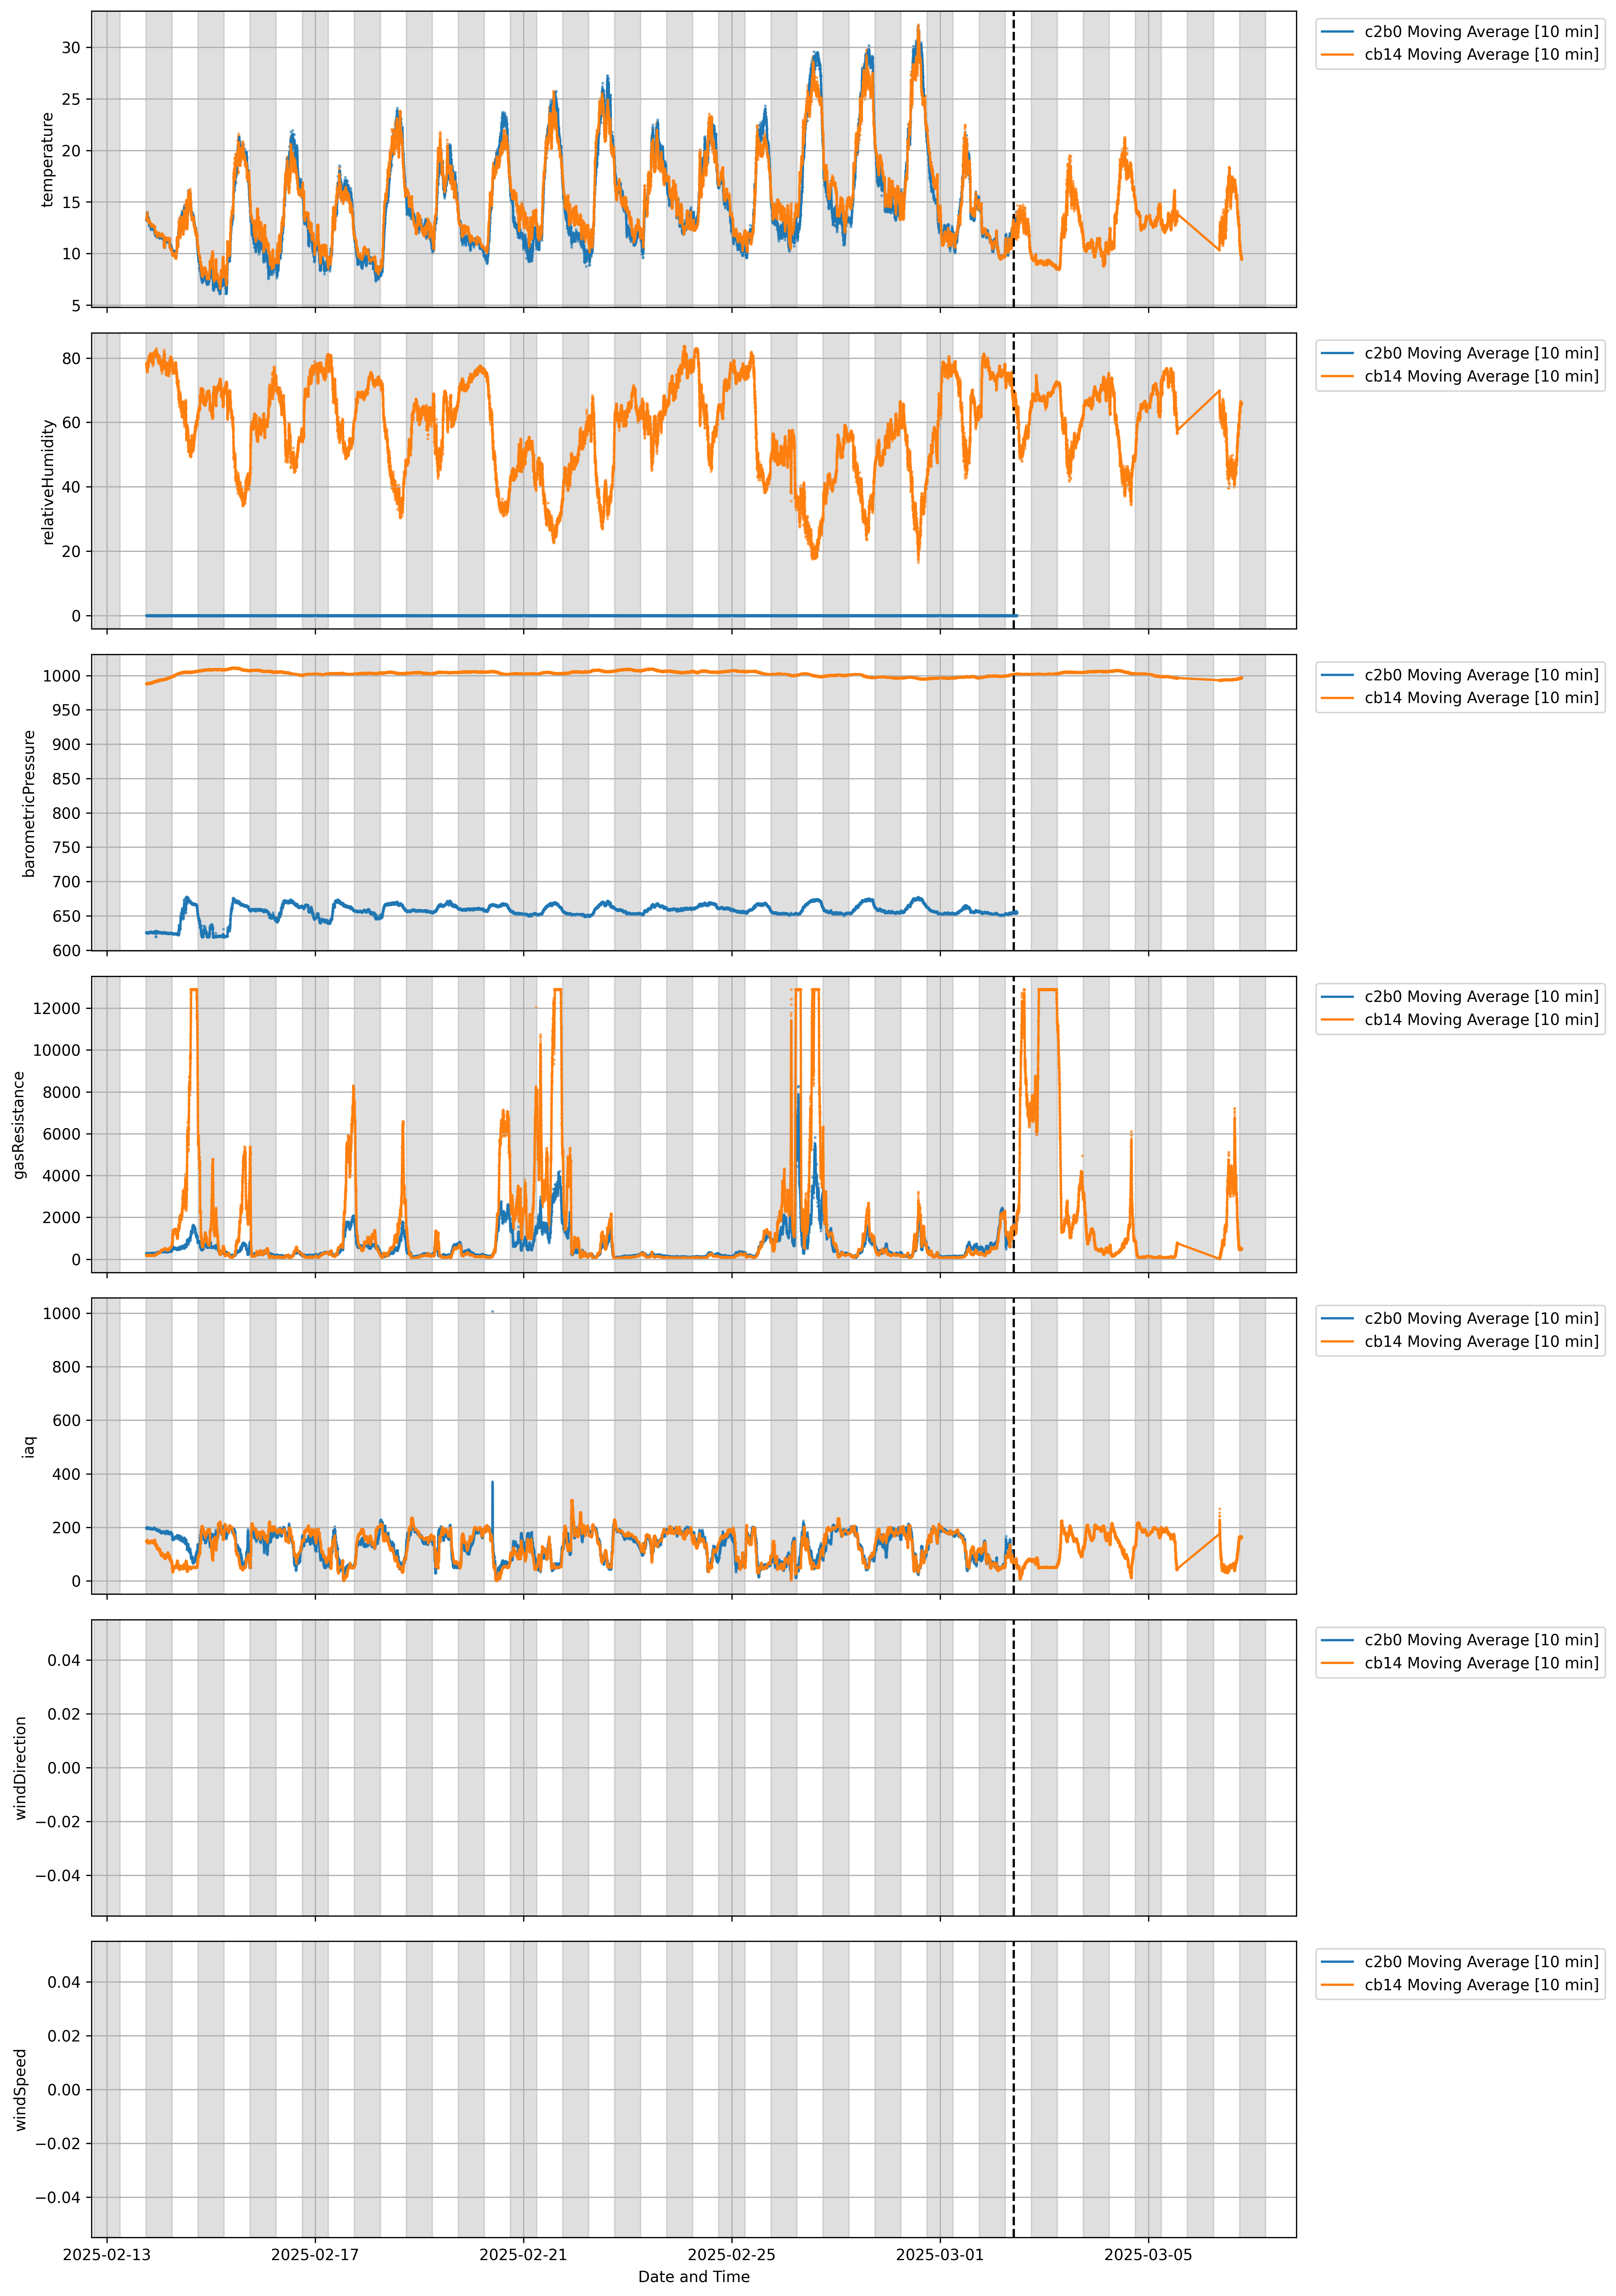 temperature
30
25
20
15
10
5
c2b0 Moving Average [10 min]
cb14 Moving Average [10 min]
relativeHumidity
80
60
40
20
0
c2b0 Moving Average [10 min]
cb14 Moving Average [10 min]
barometricPressure
1000
950
900
850
800
750
700
650
600
c2b0 Moving Average [10 min]
cb14 Moving Average [10 min]
gasResistance
12000
10000
8000
6000
4000
2000
0
c2b0 Moving Average [10 min]
cb14 Moving Average [10 min]
iaq
1000
800
600
400
200
0
c2b0 Moving Average [10 min]
cb14 Moving Average [10 min]
windDirection
0.04
0.02
0.00
−0.02
−0.04
c2b0 Moving Average [10 min]
cb14 Moving Average [10 min]
windSpeed
0.04
0.02
0.00
−0.02
−0.04
c2b0 Moving Average [10 min]
cb14 Moving Average [10 min]
2025-02-13 2025-02-17 2025-02-21 2025-02-25 2025-03-01 2025-03-05
Date and Time